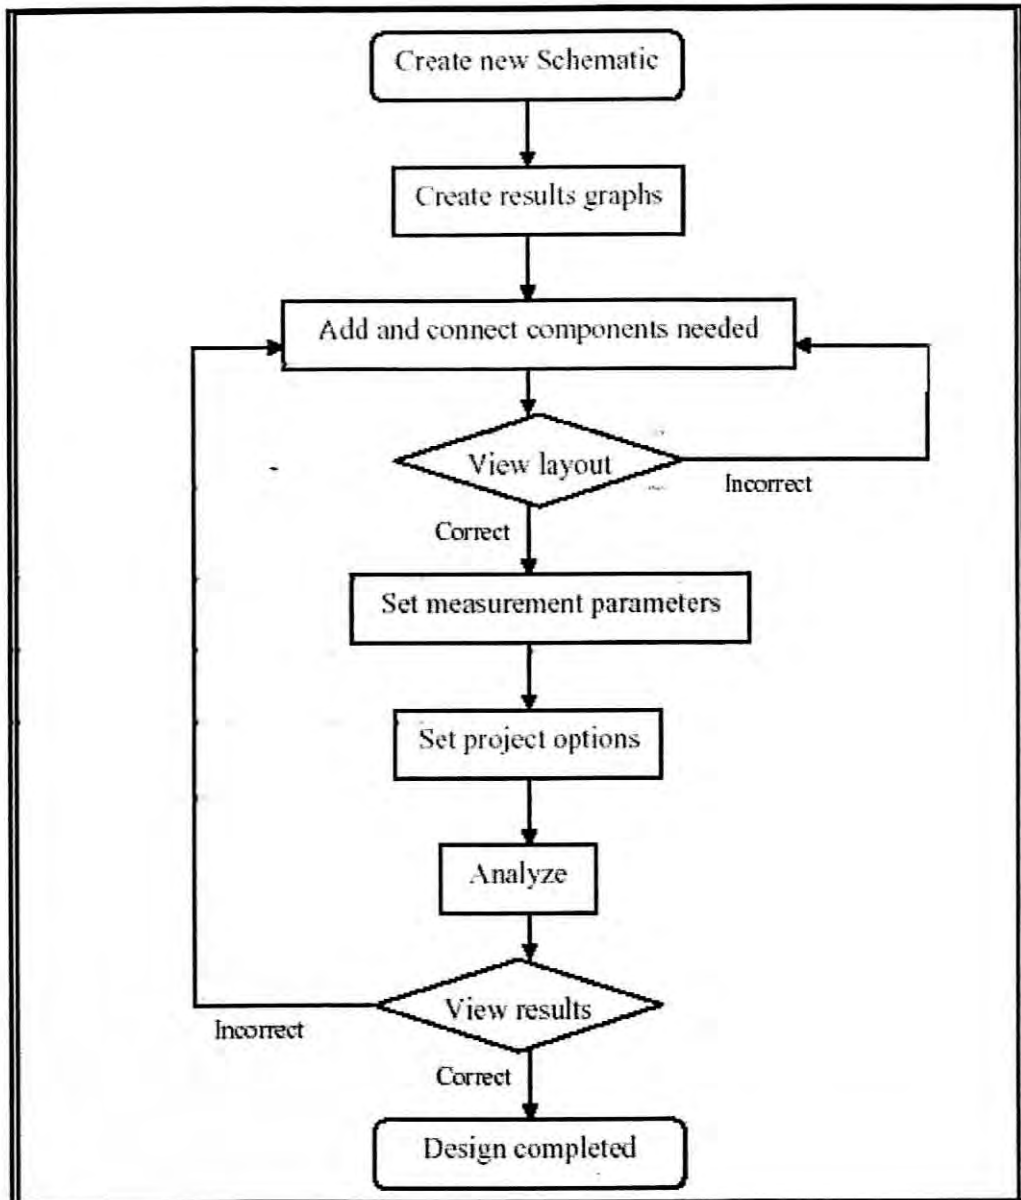 Create new Schematic
Create results graphs
Add and connect components needed
View layout
Incorrect
Correct
Set measurement parameters
Set project options
Analyze
View results
Incorrect
Correct
Design completed